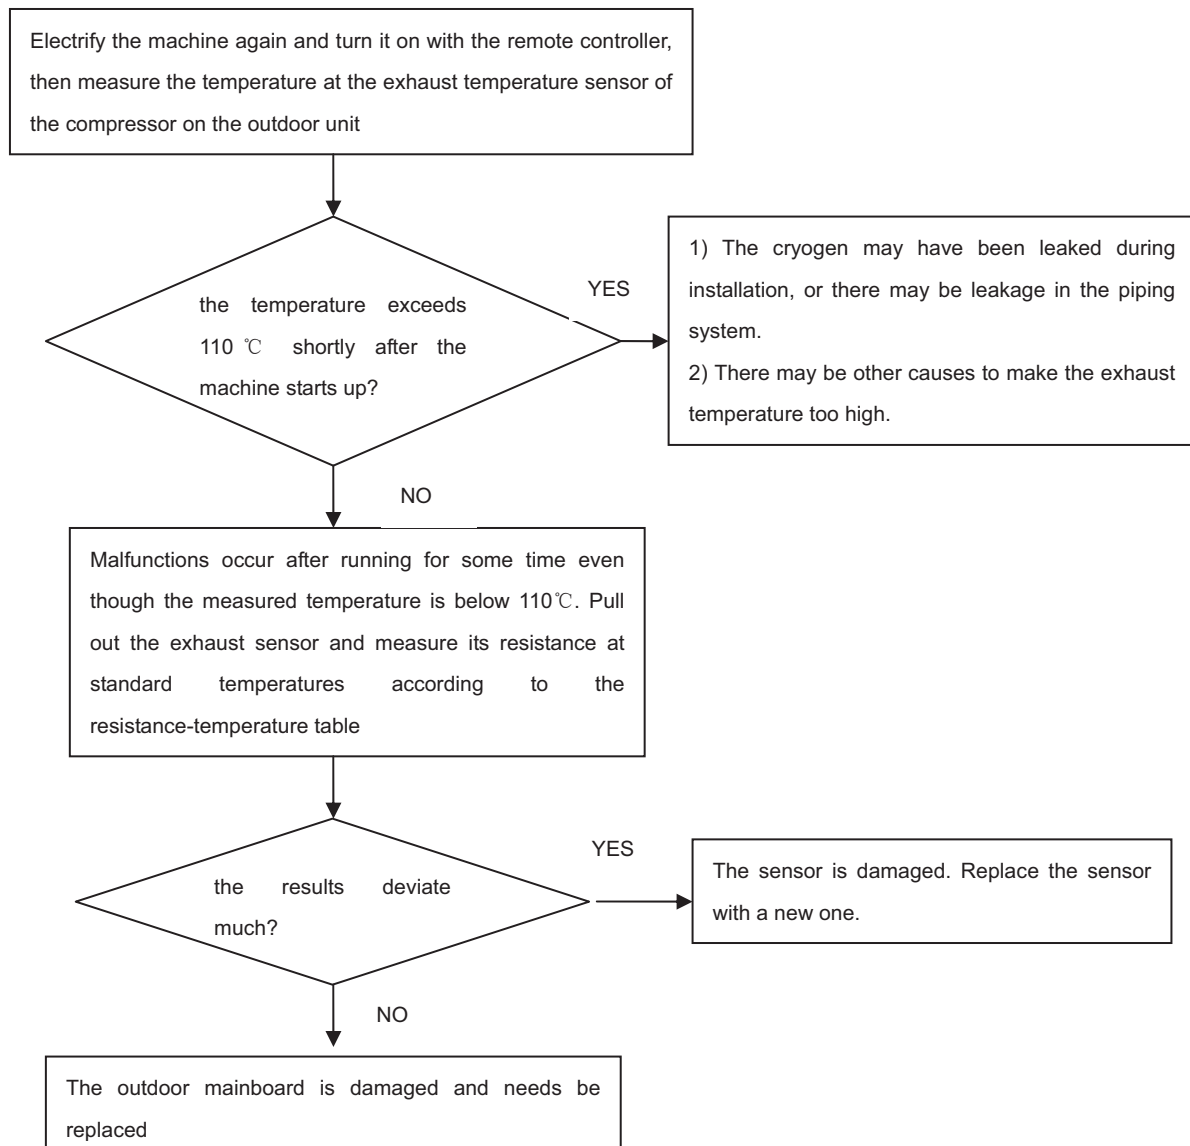 Electrify the machine again and turn it on with the remote controller,
then measure the temperature at the exhaust temperature sensor of
the compressor on the outdoor unit
the temperature exceeds
110 ℃ shortly after the
machine starts up?
YES
1) The cryogen may have been leaked during
installation, or there may be leakage in the piping
system.
2) There may be other causes to make the exhaust
temperature too high.
NO
Malfunctions occur after running for some time even
though the measured temperature is below 110℃. Pull
out the exhaust sensor and measure its resistance at
standard temperatures according to the
resistance-temperature table
the results deviate
much?
YES
The sensor is damaged. Replace the sensor
with a new one.
NO
The outdoor mainboard is damaged and needs be
replaced